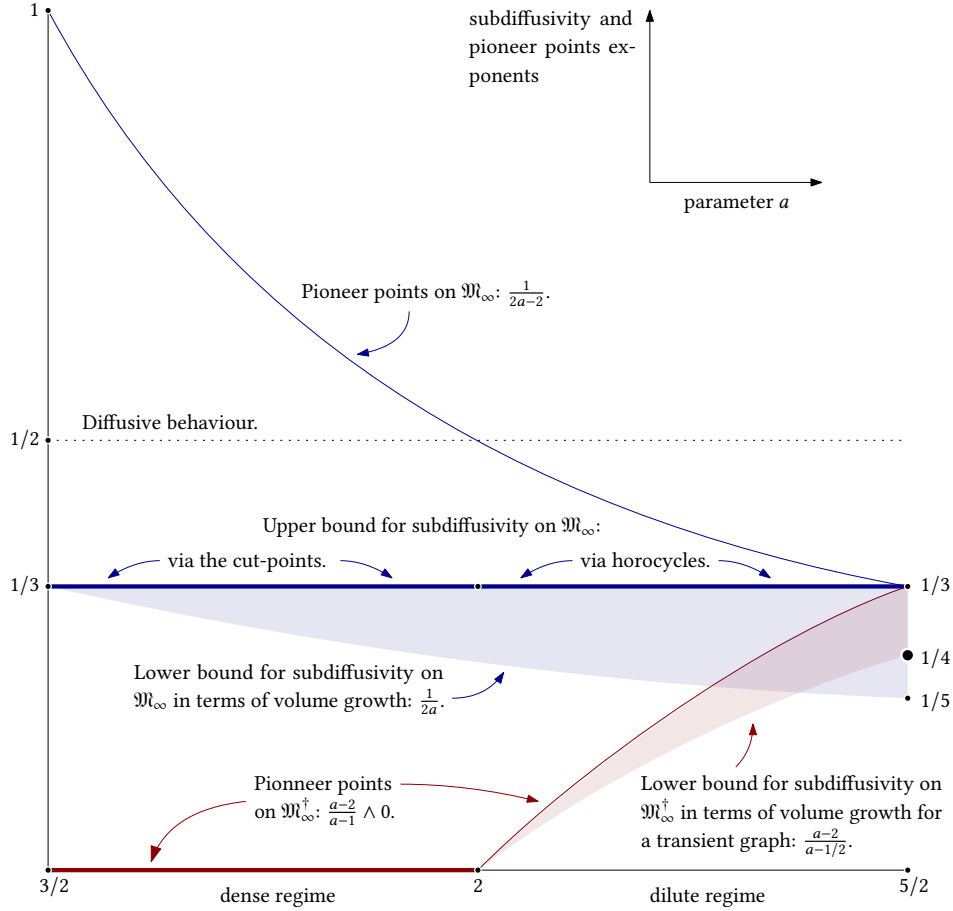 1
subdiffusivity and
pioneer points ex-
ponents
parameter a
Pioneer points on 𝔐∞: 1/(2a−2).
Diffusive behaviour.
1/2
Upper bound for subdiffusivity on 𝔐∞:
via the cut-points.
via horocycles.
1/3
1/3
1/4
1/5
Lower bound for subdiffusivity on
𝔐∞ in terms of volume growth: 1/(2a).
Pionneer points
on 𝔐†∞: (a−2)/(a−1) ∧ 0.
Lower bound for subdiffusivity on
𝔐†∞ in terms of volume growth for
a transient graph: (a−2)/(a−1/2).
3/2
dense regime
2
dilute regime
5/2